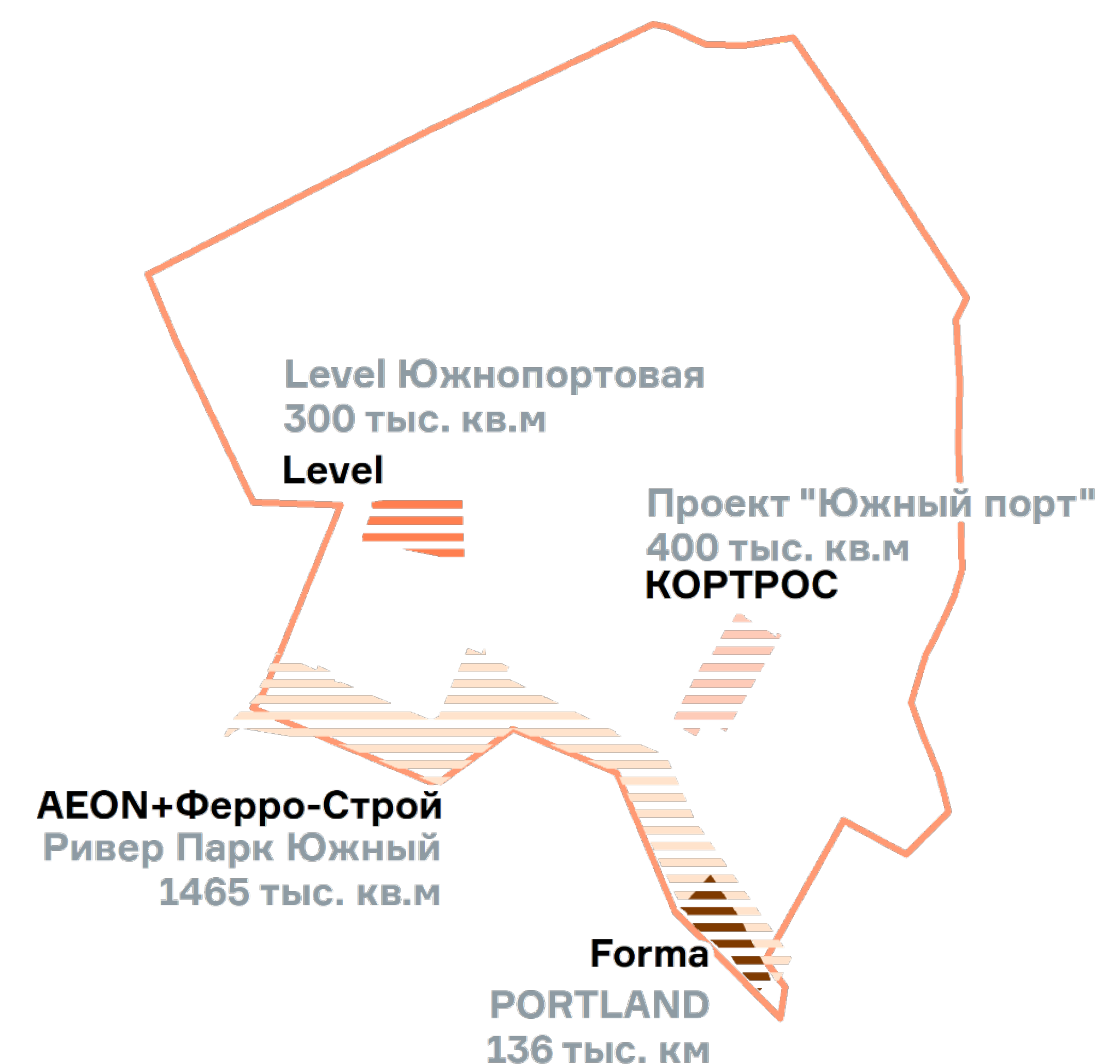 Level Южнопортовая
300 тыс. кв.м
Level
Проект "Южный порт"
400 тыс. кв.м
КОРТРОС
AEON+Ферро-Строй
Ривер Парк Южный
1465 тыс. кв.м
Forma
PORTLAND
136 тыс. км